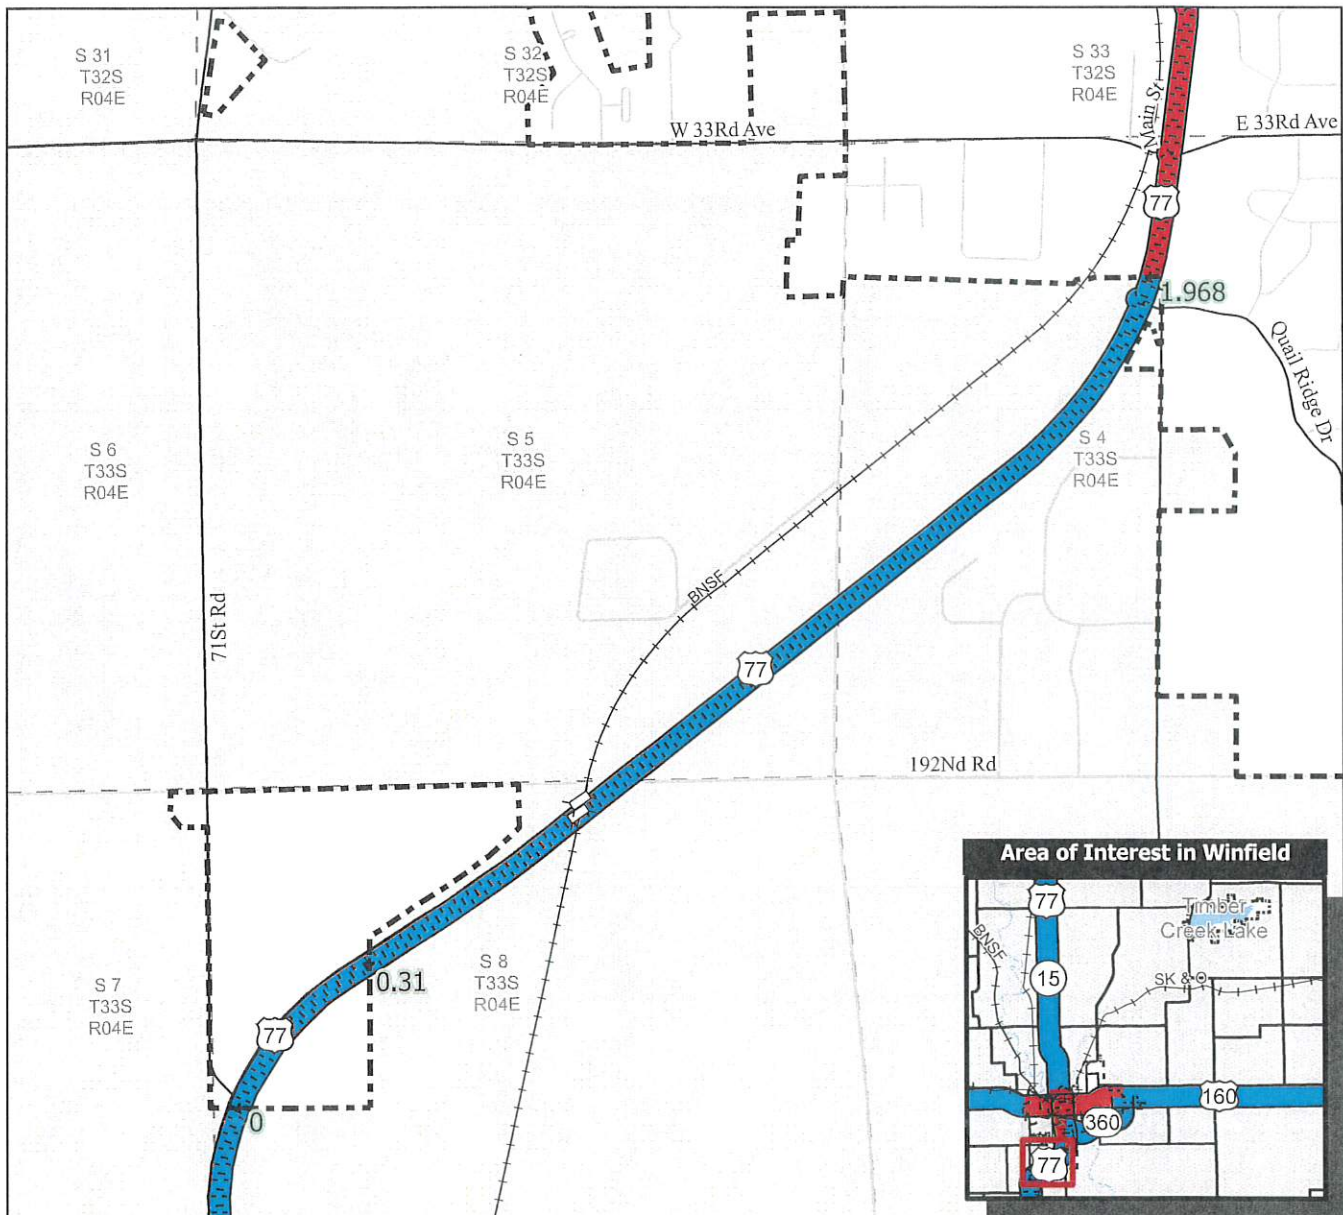 S 31
T32S
R04E
S 32
T32S
R04E
S 33
T32S
R04E
Main St
W 33Rd Ave
E 33Rd Ave
77
1.968
Quail Ridge Dr
S 6
T33S
R04E
S 5
T33S
R04E
S 4
T33S
R04E
71St Rd
BNSF
77
192Nd Rd
0.31
S 8
T33S
R04E
S 7
T33S
R04E
77
0
Area of Interest in Winfield
77
Timber
Creek Lake
BNSF
15
SK & O
160
360
77